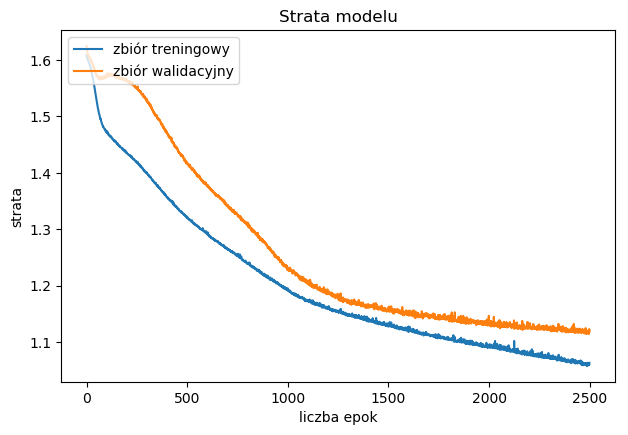 Strata modelu
zbiór treningowy
zbiór walidacyjny
strata
1.6
1.5
1.4
1.3
1.2
1.1
0 500 1000 1500 2000 2500
liczba epok